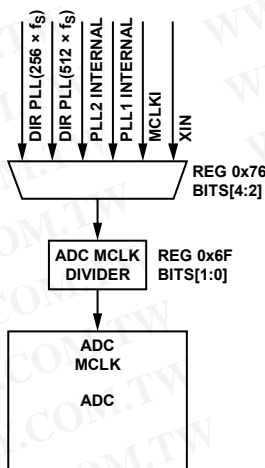 DIR PLL(256 × fS)
DIR PLL(512 × fS)
PLL2 INTERNAL
PLL1 INTERNAL
MCLKI
XIN
REG 0x76
BITS[4:2]
ADC MCLK
DIVIDER
REG 0x6F
BITS[1:0]
ADC
MCLK
ADC